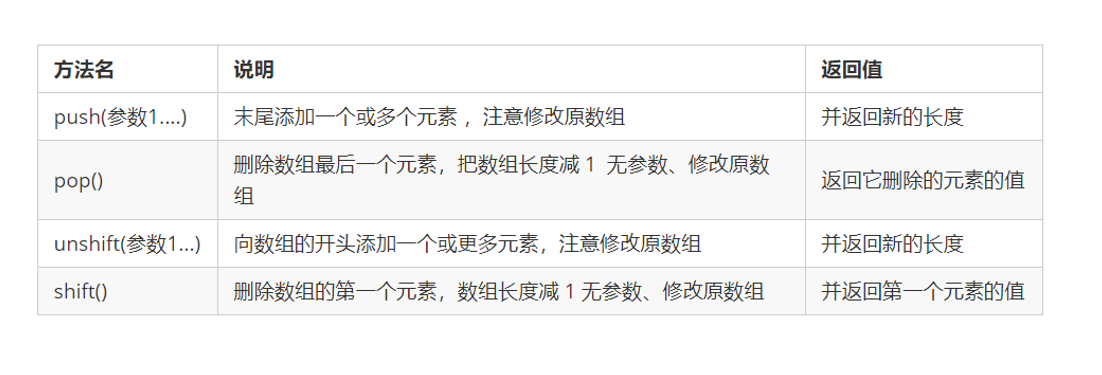 方法名 说明 返回值
push(参数1....) 末尾添加一个或多个元素 ，注意修改原数组 并返回新的长度
pop() 删除数组最后一个元素，把数组长度减 1 无参数、修改原数 返回它删除的元素的值
组
unshift(参数1...) 向数组的开头添加一个或更多元素，注意修改原数组 并返回新的长度
shift() 删除数组的第一个元素，数组长度减 1 无参数、修改原数组 并返回第一个元素的值